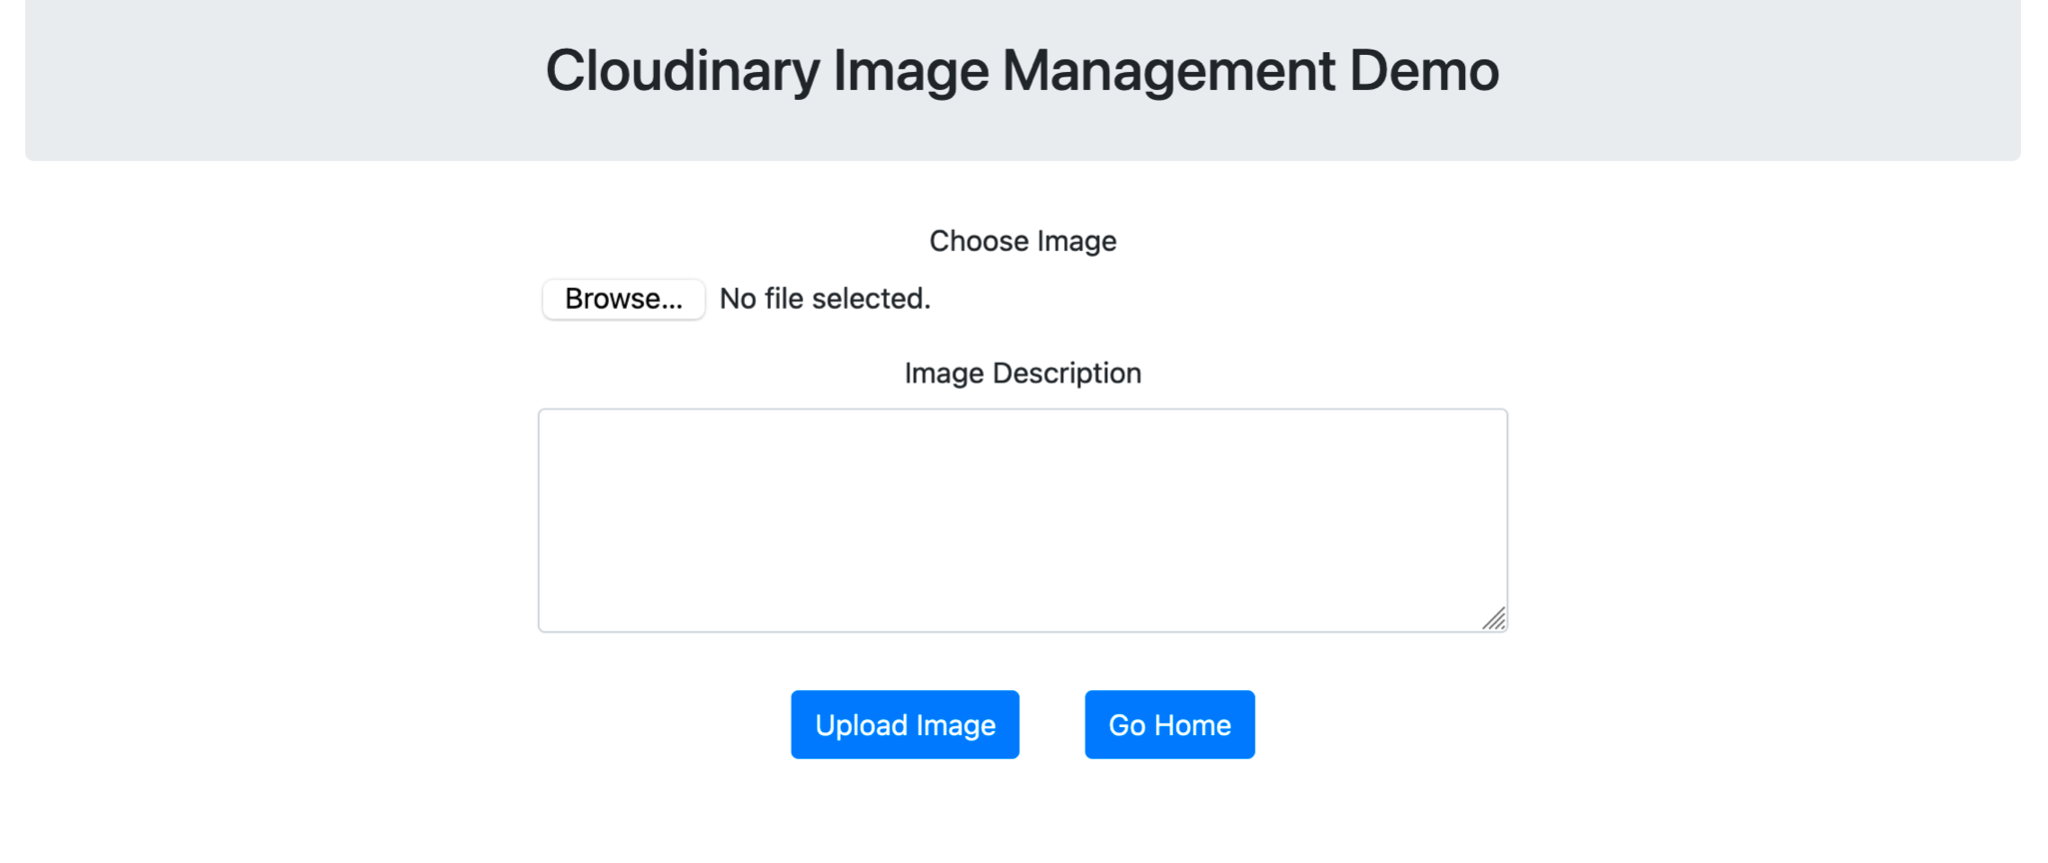 Cloudinary Image Management Demo
Choose Image
Browse... No file selected.
Image Description
Upload Image Go Home